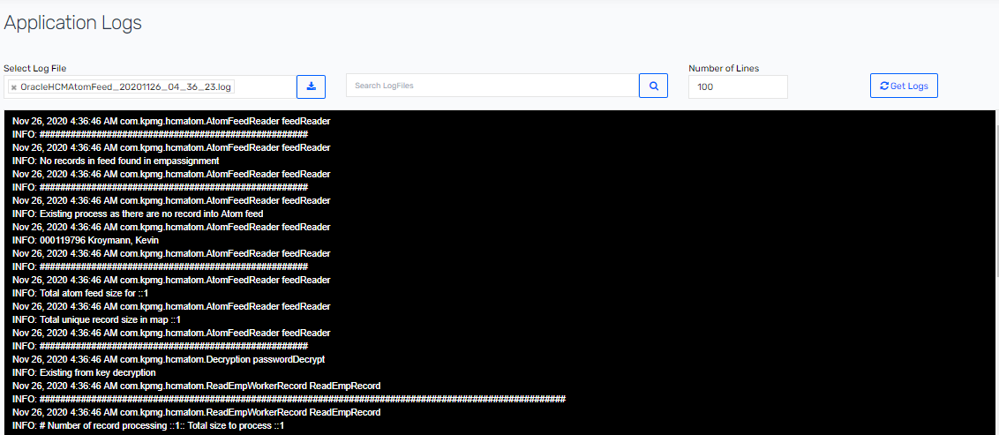 Application Logs
Select Log File
Number of Lines
× OracleHCMAtomFeed_20201126_04_36_23.log
Search LogFiles
100
Get Logs
Nov 26, 2020 4:36:46 AM com.kpmg.hcmatom.AtomFeedReader feedReader
INFO: ####################################################
Nov 26, 2020 4:36:46 AM com.kpmg.hcmatom.AtomFeedReader feedReader
INFO: No records in feed found in empassignment
Nov 26, 2020 4:36:46 AM com.kpmg.hcmatom.AtomFeedReader feedReader
INFO: ####################################################
Nov 26, 2020 4:36:46 AM com.kpmg.hcmatom.AtomFeedReader feedReader
INFO: Existing process as there are no record into Atom feed
Nov 26, 2020 4:36:46 AM com.kpmg.hcmatom.AtomFeedReader feedReader
INFO: 000119796 Kroymann, Kevin
Nov 26, 2020 4:36:46 AM com.kpmg.hcmatom.AtomFeedReader feedReader
INFO: ####################################################
Nov 26, 2020 4:36:46 AM com.kpmg.hcmatom.AtomFeedReader feedReader
INFO: Total atom feed size for ::1
Nov 26, 2020 4:36:46 AM com.kpmg.hcmatom.AtomFeedReader feedReader
INFO: Total unique record size in map ::1
Nov 26, 2020 4:36:46 AM com.kpmg.hcmatom.AtomFeedReader feedReader
INFO: ####################################################
Nov 26, 2020 4:36:46 AM com.kpmg.hcmatom.Decryption passwordDecrypt
INFO: Existing from key decryption
Nov 26, 2020 4:36:46 AM com.kpmg.hcmatom.ReadEmpWorkerRecord ReadEmpRecord
INFO: ######################################################################################################
Nov 26, 2020 4:36:46 AM com.kpmg.hcmatom.ReadEmpWorkerRecord ReadEmpRecord
INFO: # Number of record processing ::1:: Total size to process ::1